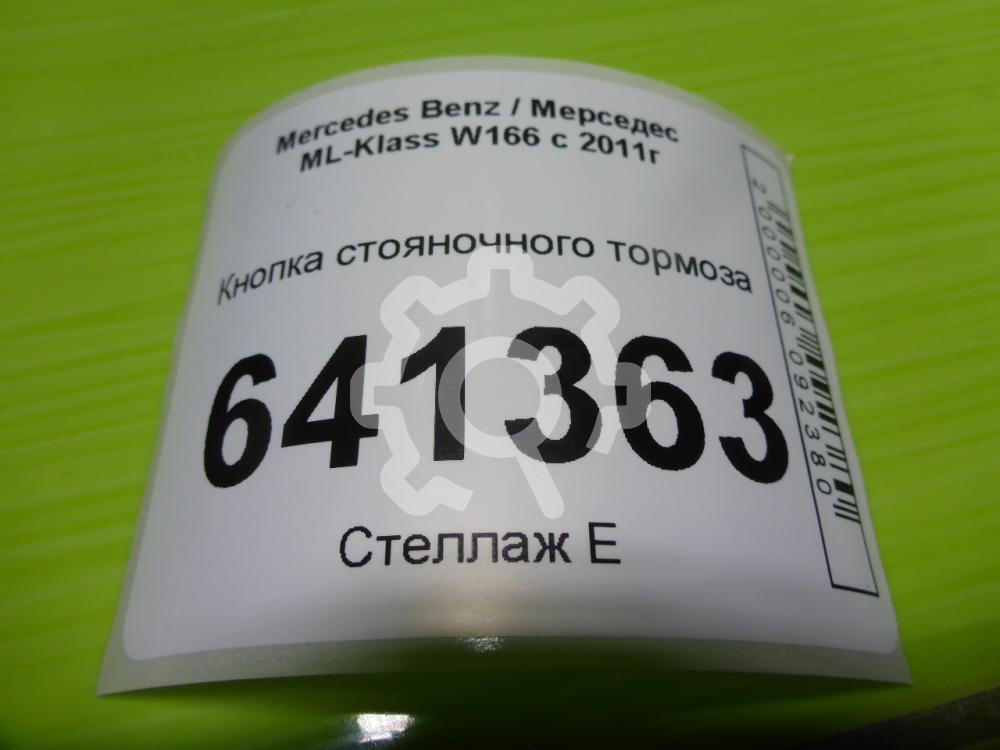 Mercedes Benz / Мерседес
ML-Klass W166 с 2011г
Кнопка стояночного тормоза
641363
Стеллаж Е
2000006092380